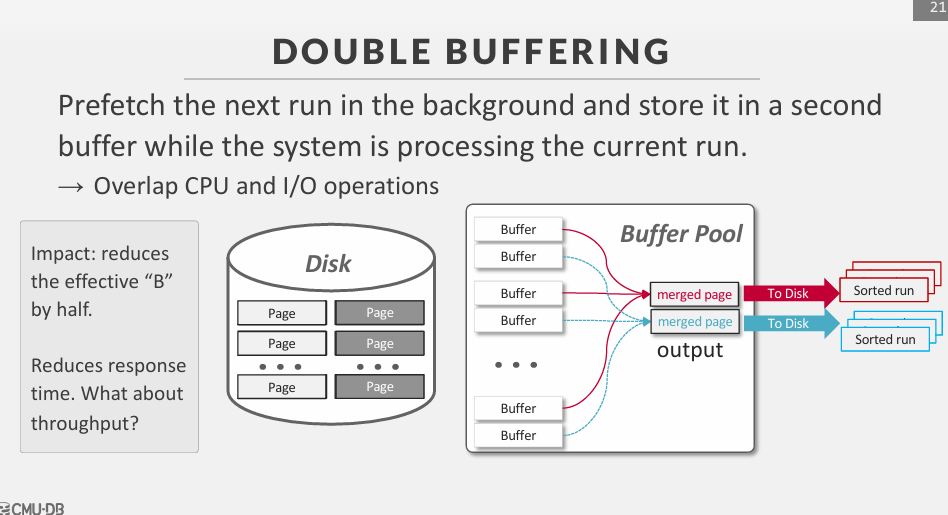 21
DOUBLE BUFFERING
Prefetch the next run in the background and store it in a second
buffer while the system is processing the current run.
→ Overlap CPU and I/O operations
Impact: reduces
the effective “B”
by half.
Reduces response
time. What about
throughput?
Disk
Page
Page
Page
Page
• • •
• • •
Page
Page
Buffer Pool
Buffer
Buffer
Buffer
Buffer
• • •
Buffer
Buffer
merged page
merged page
output
To Disk
To Disk
Sorted run
Sorted run
CMU·DB